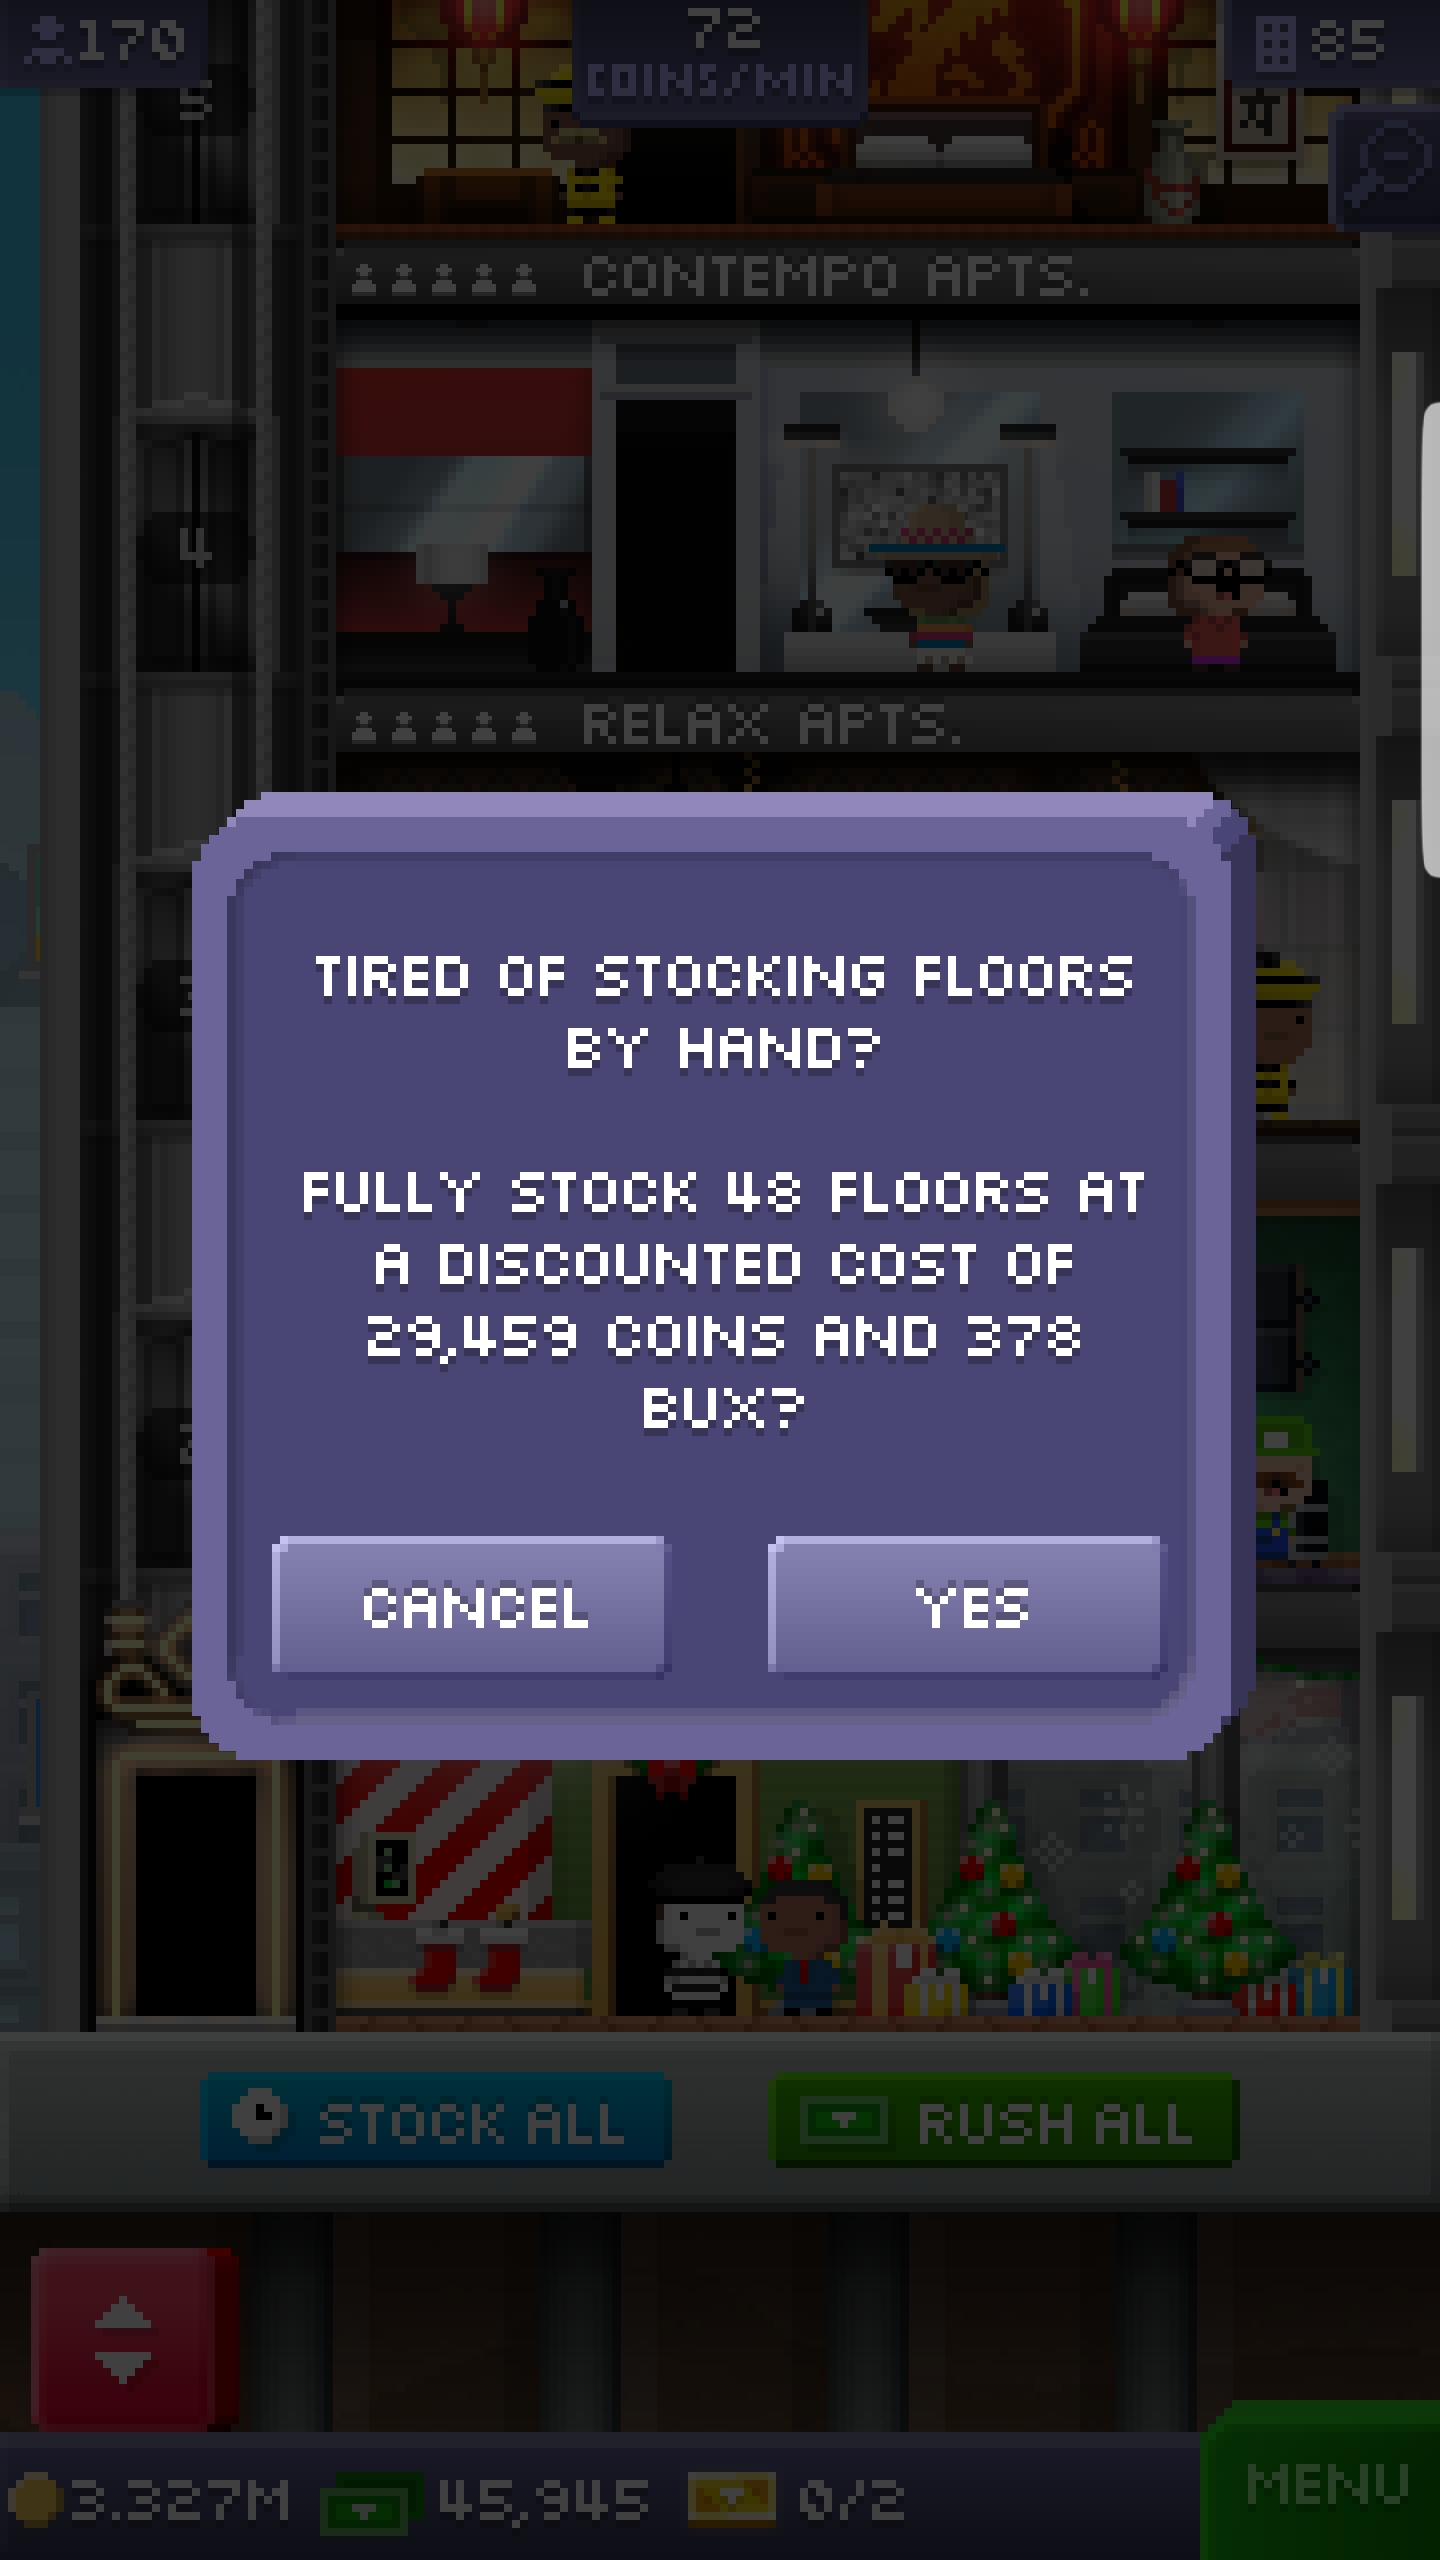 170
72
COINS/MIN
85
5
CONTEMPO APTS.
4
RELAX APTS.
TIRED OF STOCKING FLOORS
BY HAND?
FULLY STOCK 48 FLOORS AT
A DISCOUNTED COST OF
29,459 COINS AND 378
BUX?
CANCEL
YES
STOCK ALL
RUSH ALL
3.327M
45,945
0/2
MENU